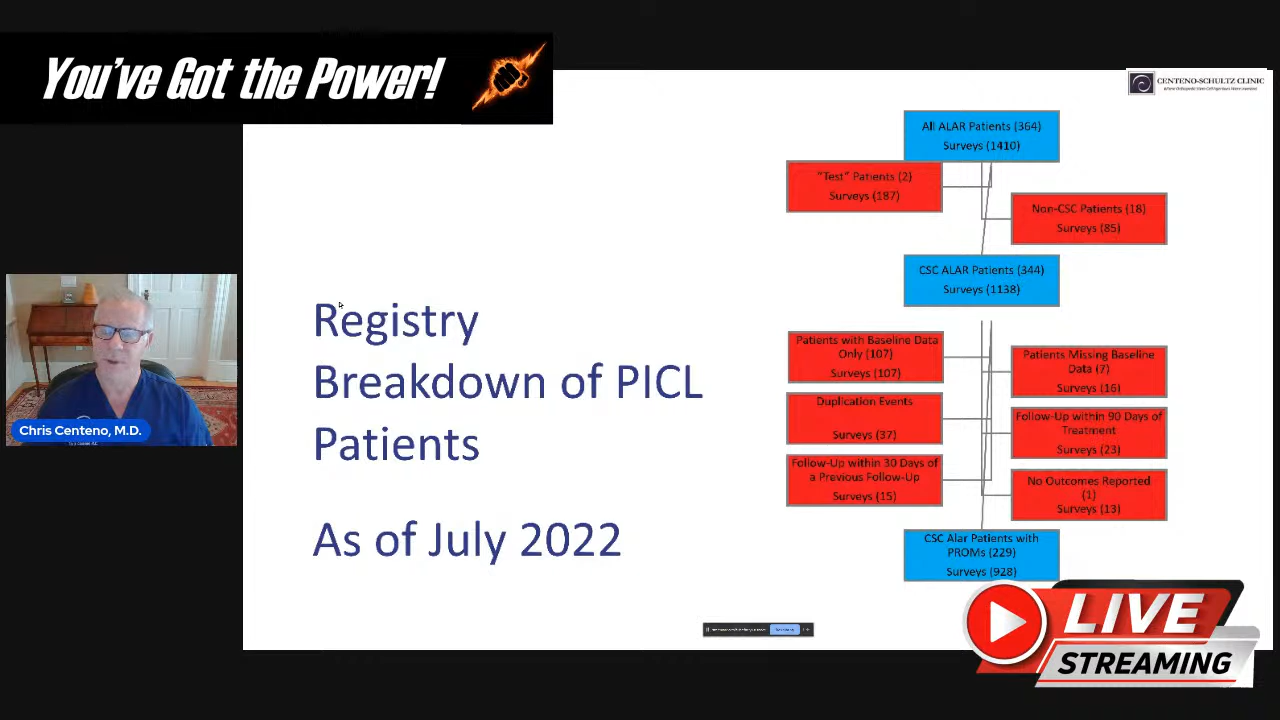 You've Got the Power!
CENTENO-SCHULTZ CLINIC
All ALAR Patients (364)
Surveys (1410)
"Test" Patients (2)
Surveys (187)
Non-CSC Patients (18)
Surveys (85)
CSC ALAR Patients (344)
Surveys (1138)
Registry
Breakdown of PICL
Patients
As of July 2022
Patients with Baseline Data
Only (107)
Surveys (107)
Patients Missing Baseline
Data (7)
Surveys (16)
Duplication Events
Surveys (37)
Follow-Up within 90 Days of
Treatment
Surveys (23)
Follow-Up within 30 Days of
a Previous Follow-Up
Surveys (15)
No Outcomes Reported
(1)
Surveys (13)
CSC Alar Patients with
PROMs (229)
Surveys (928)
Chris Centeno, M.D.
LIVE
STREAMING